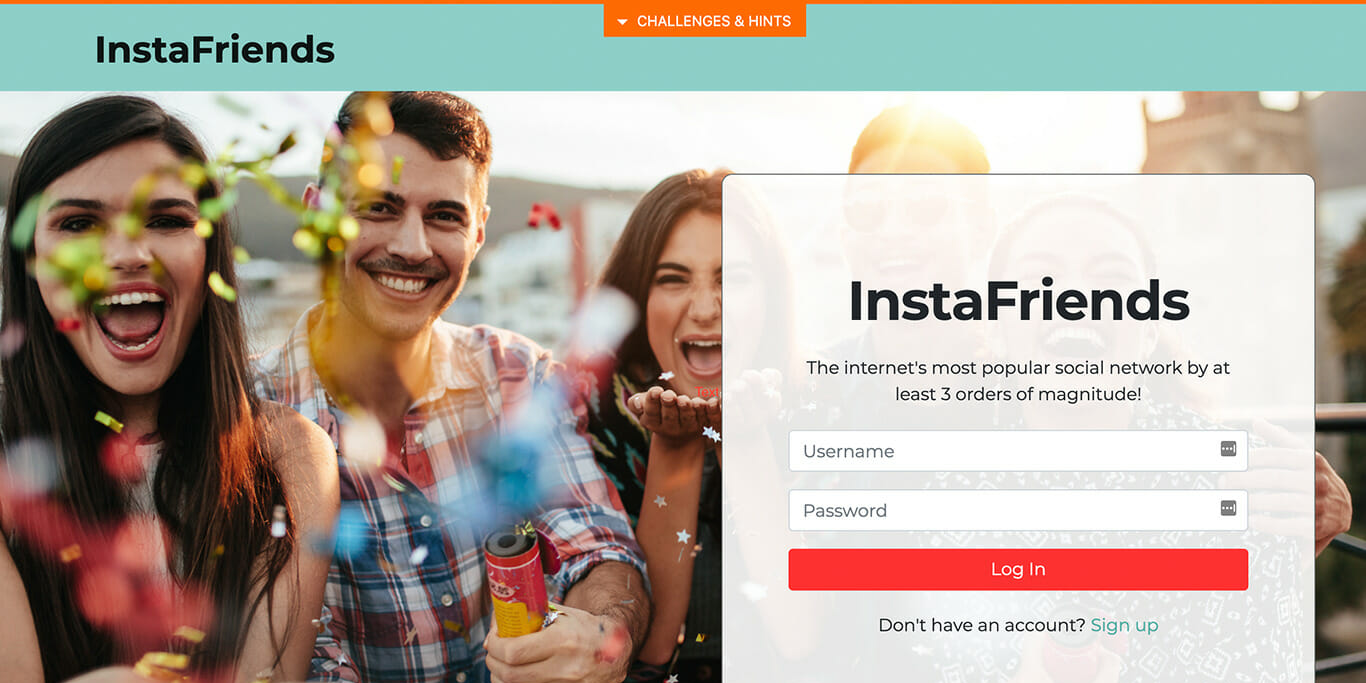 CHALLENGES & HINTS
InstaFriends
InstaFriends
The internet's most popular social network by at
least 3 orders of magnitude!
Username
Password
Log In
Don't have an account? Sign up